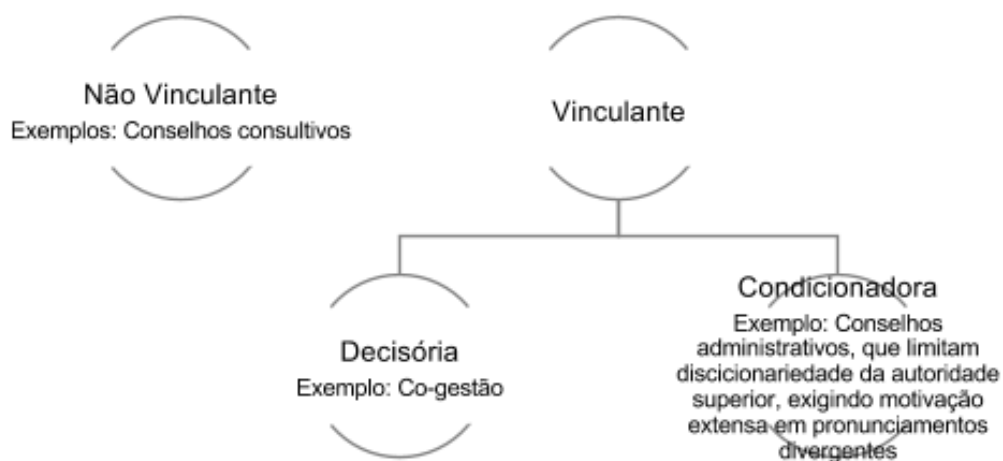 Não Vinculante
Exemplos: Conselhos consultivos
Vinculante
Decisória
Exemplo: Co-gestão
Condicionadora
Exemplo: Conselhos
administrativos, que limitam
discicionariedade da autoridade
superior, exigindo motivação
extensa em pronunciamentos
divergentes